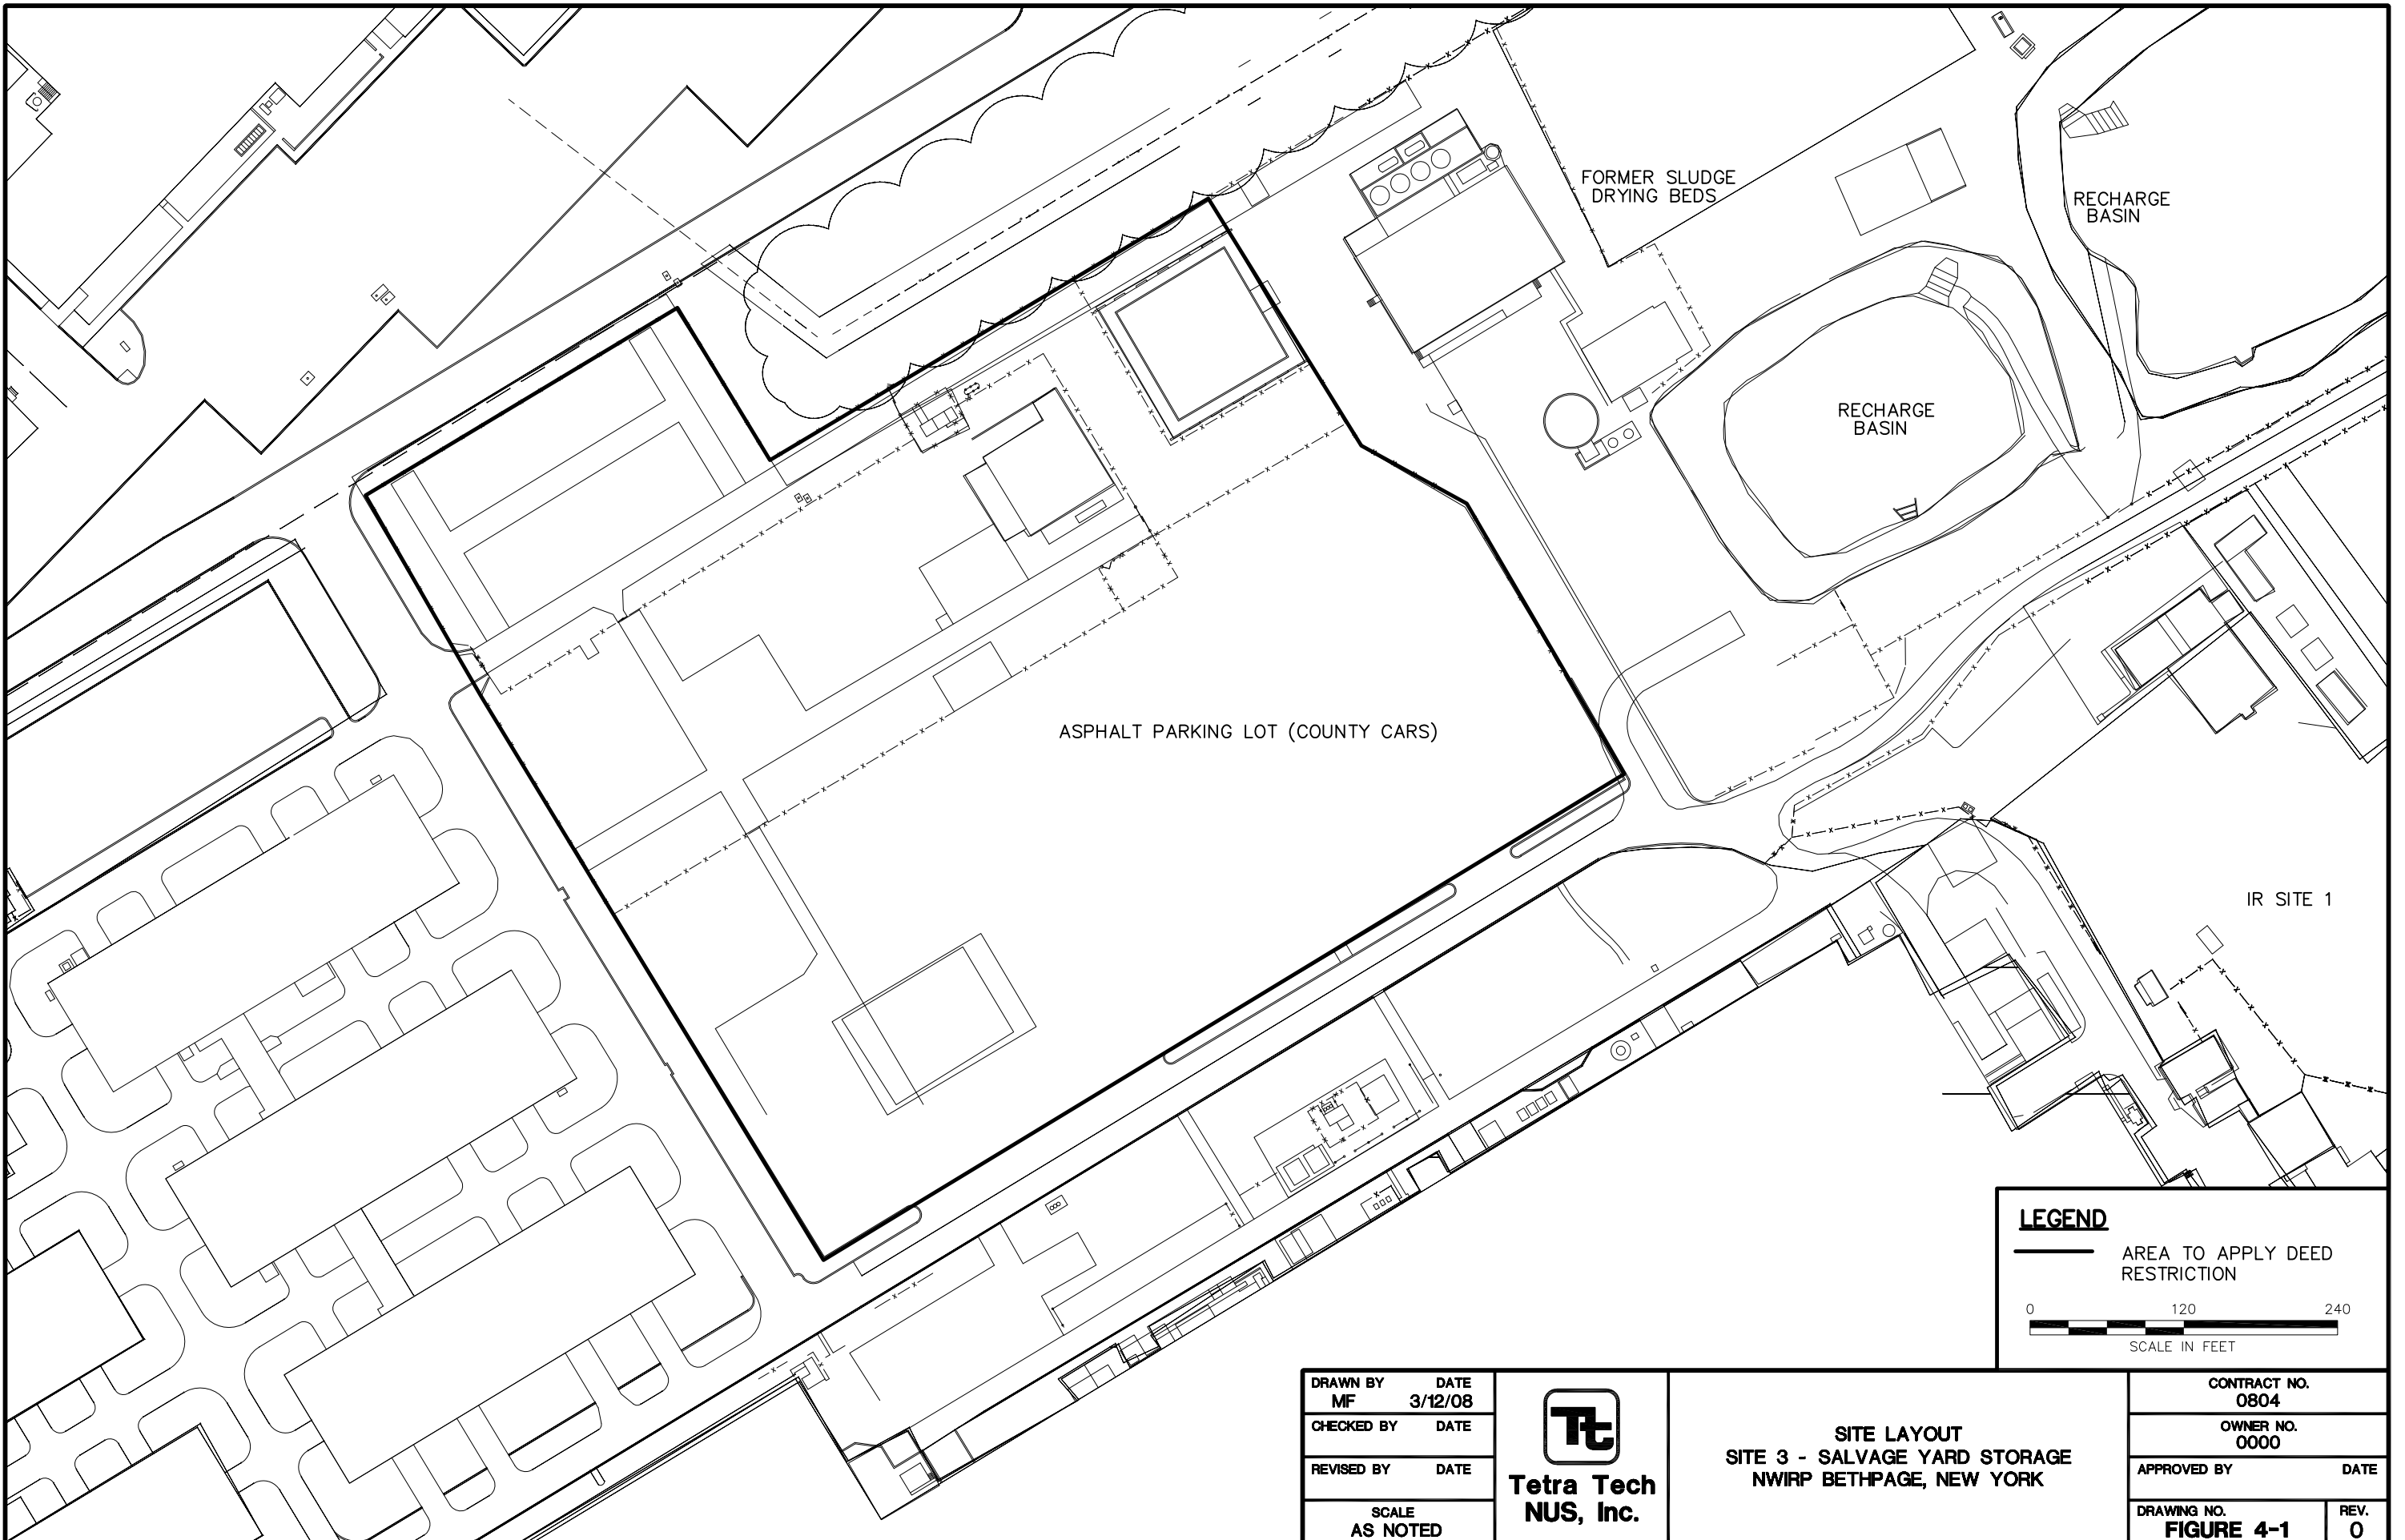 FORMER SLUDGE
DRYING BEDS
RECHARGE
BASIN
RECHARGE
BASIN
ASPHALT PARKING LOT (COUNTY CARS)
IR SITE 1
LEGEND
AREA TO APPLY DEED
RESTRICTION
0 120 240
SCALE IN FEET
DRAWN BY DATE
MF 3/12/08
CHECKED BY DATE
REVISED BY DATE
SCALE
AS NOTED
Tt
Tetra Tech
NUS, Inc.
SITE LAYOUT
SITE 3 - SALVAGE YARD STORAGE
NWIRP BETHPAGE, NEW YORK
CONTRACT NO.
0804
OWNER NO.
0000
APPROVED BY DATE
DRAWING NO. REV.
FIGURE 4-1 0